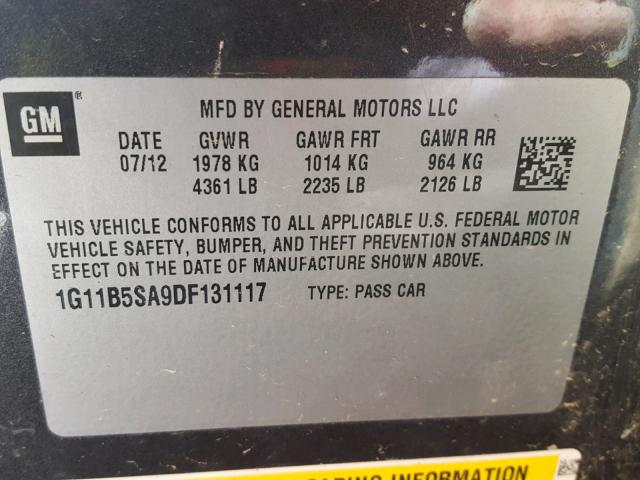 GM ®
MFD BY GENERAL MOTORS LLC
DATE GVWR GAWR FRT GAWR RR
07/12 1978 KG 1014 KG 964 KG
4361 LB 2235 LB 2126 LB
THIS VEHICLE CONFORMS TO ALL APPLICABLE U.S. FEDERAL MOTOR
VEHICLE SAFETY, BUMPER, AND THEFT PREVENTION STANDARDS IN
EFFECT ON THE DATE OF MANUFACTURE SHOWN ABOVE.
1G11B5SA9DF131117 TYPE: PASS CAR
LOADING INFORMATION